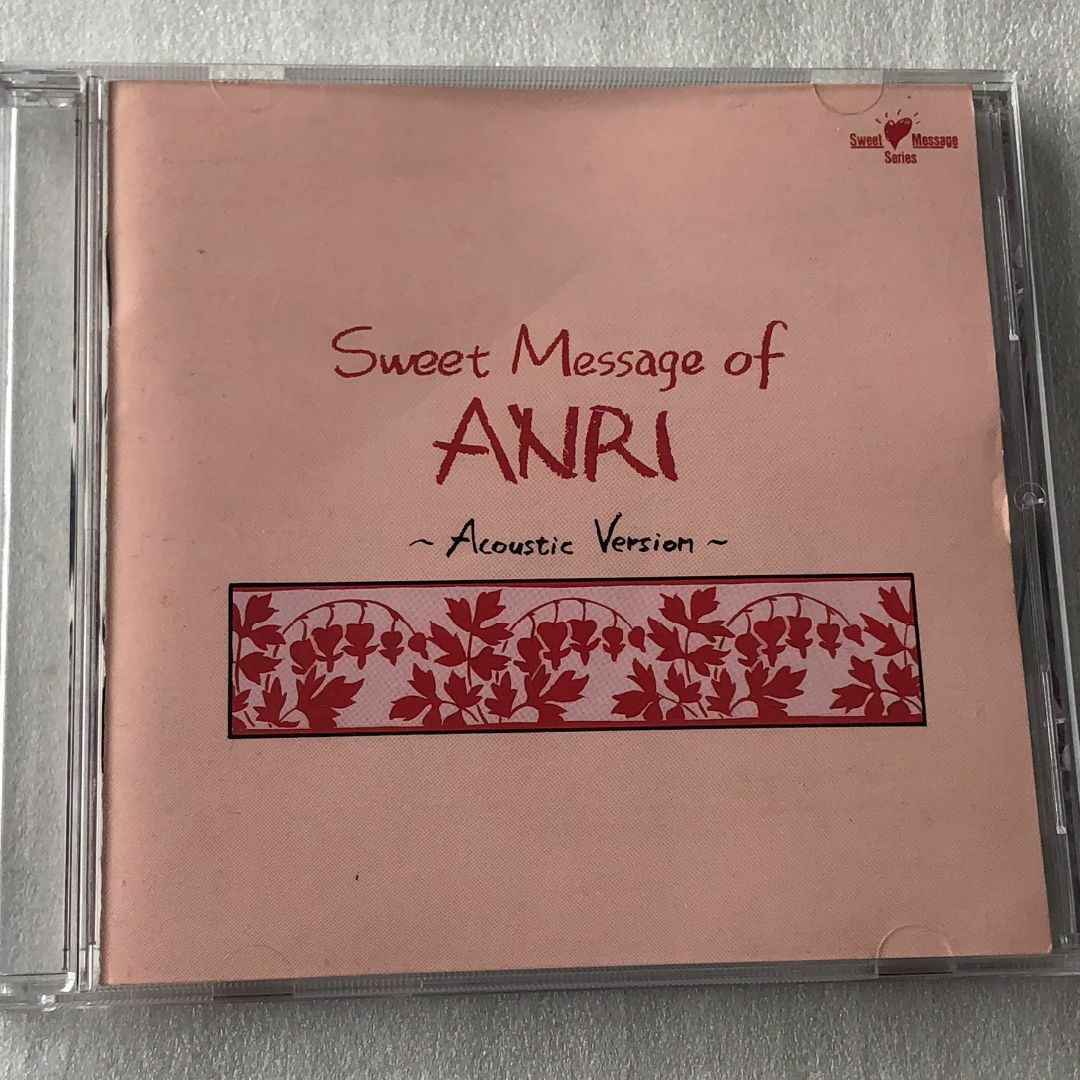 Sweet Message
Series
Sweet Message of
ANRI
~ Acoustic Version ~